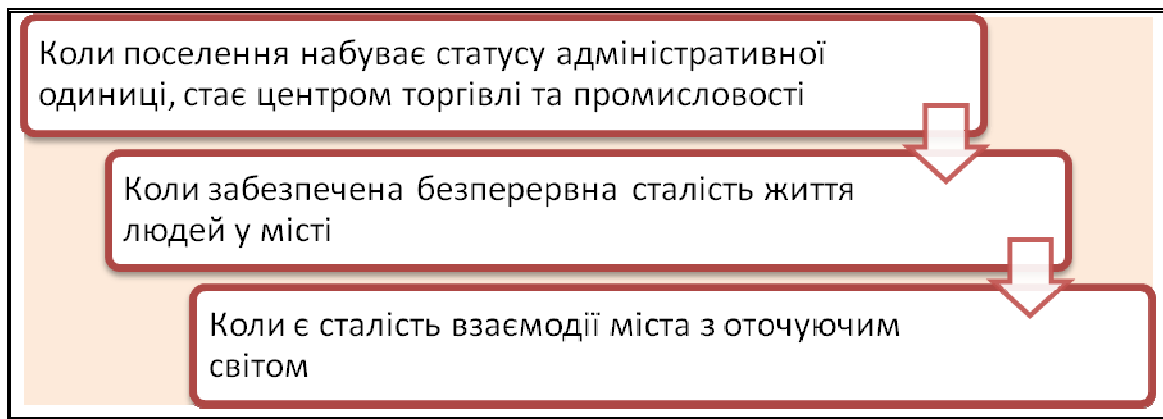 Коли поселення набуває статусу адміністративної
одиниці, стає центром торгівлі та промисловості
Коли забезпечена безперервна сталість життя
людей у місті
Коли є сталість взаємодії міста з оточуючим
світом